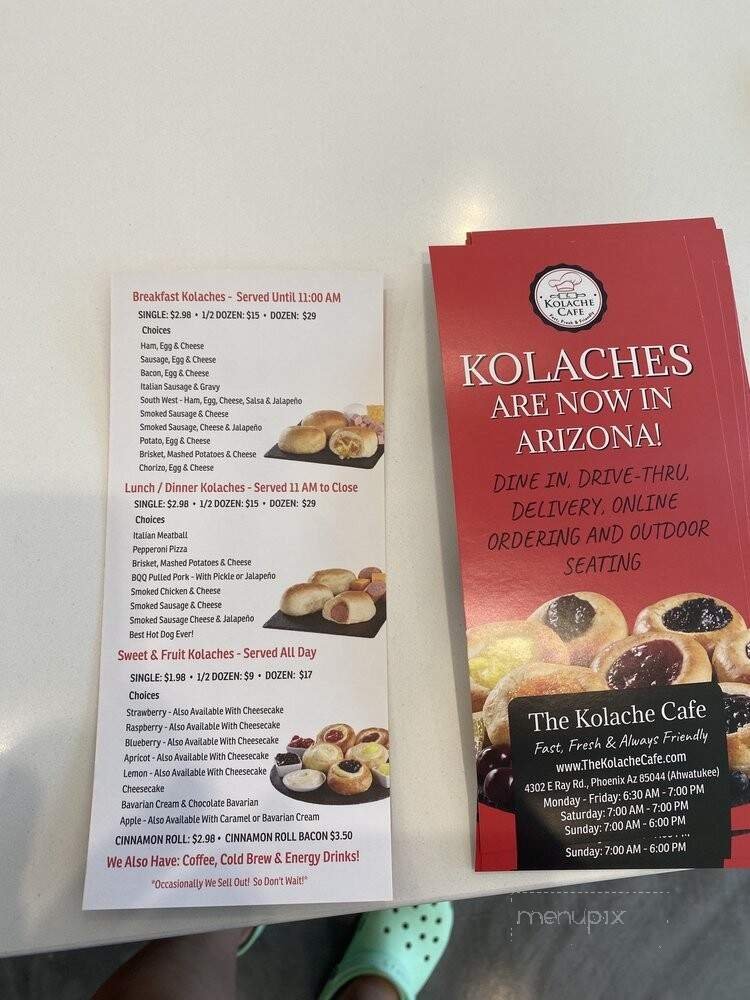 Breakfast Kolaches - Served Until 11:00 AM
SINGLE: $2.98 • 1/2 DOZEN: $15 • DOZEN: $29
Choices
Ham, Egg & Cheese
Sausage, Egg & Cheese
Bacon, Egg & Cheese
Italian Sausage & Gravy
South West - Ham, Egg, Cheese, Salsa & Jalapeño
Smoked Sausage & Cheese
Smoked Sausage, Cheese & Jalapeño
Potato, Egg & Cheese
Brisket, Mashed Potatoes & Cheese
Chorizo, Egg & Cheese
Lunch / Dinner Kolaches - Served 11 AM to Close
SINGLE: $2.98 • 1/2 DOZEN: $15 • DOZEN: $29
Choices
Italian Meatball
Pepperoni Pizza
Brisket, Mashed Potatoes & Cheese
BQQ Pulled Pork - With Pickle or Jalapeño
Smoked Chicken & Cheese
Smoked Sausage & Cheese
Smoked Sausage Cheese & Jalapeño
Best Hot Dog Ever!
Sweet & Fruit Kolaches - Served All Day
SINGLE: $1.98 • 1/2 DOZEN: $9 • DOZEN: $17
Choices
Strawberry - Also Available With Cheesecake
Raspberry - Also Available With Cheesecake
Blueberry - Also Available With Cheesecake
Apricot - Also Available With Cheesecake
Lemon - Also Available With Cheesecake
Cheesecake
Bavarian Cream & Chocolate Bavarian
Apple - Also Available With Caramel or Bavarian Cream
CINNAMON ROLL: $2.98 • CINNAMON ROLL BACON $3.50
We Also Have: Coffee, Cold Brew & Energy Drinks!
*Occasionally We Sell Out! So Don't Wait!*
KOLACHE
CAFE
Fast, Fresh & Friendly
KOLACHES
ARE NOW IN
ARIZONA!
DINE IN, DRIVE-THRU,
DELIVERY, ONLINE
ORDERING AND OUTDOOR
SEATING
The Kolache Cafe
Fast, Fresh & Always Friendly
www.TheKolacheCafe.com
4302 E Ray Rd., Phoenix Az 85044 (Ahwatukee)
Monday - Friday: 6:30 AM - 7:00 PM
Saturday: 7:00 AM - 7:00 PM
Sunday: 7:00 AM - 6:00 PM
Sunday: 7:00 AM - 6:00 PM
menupix